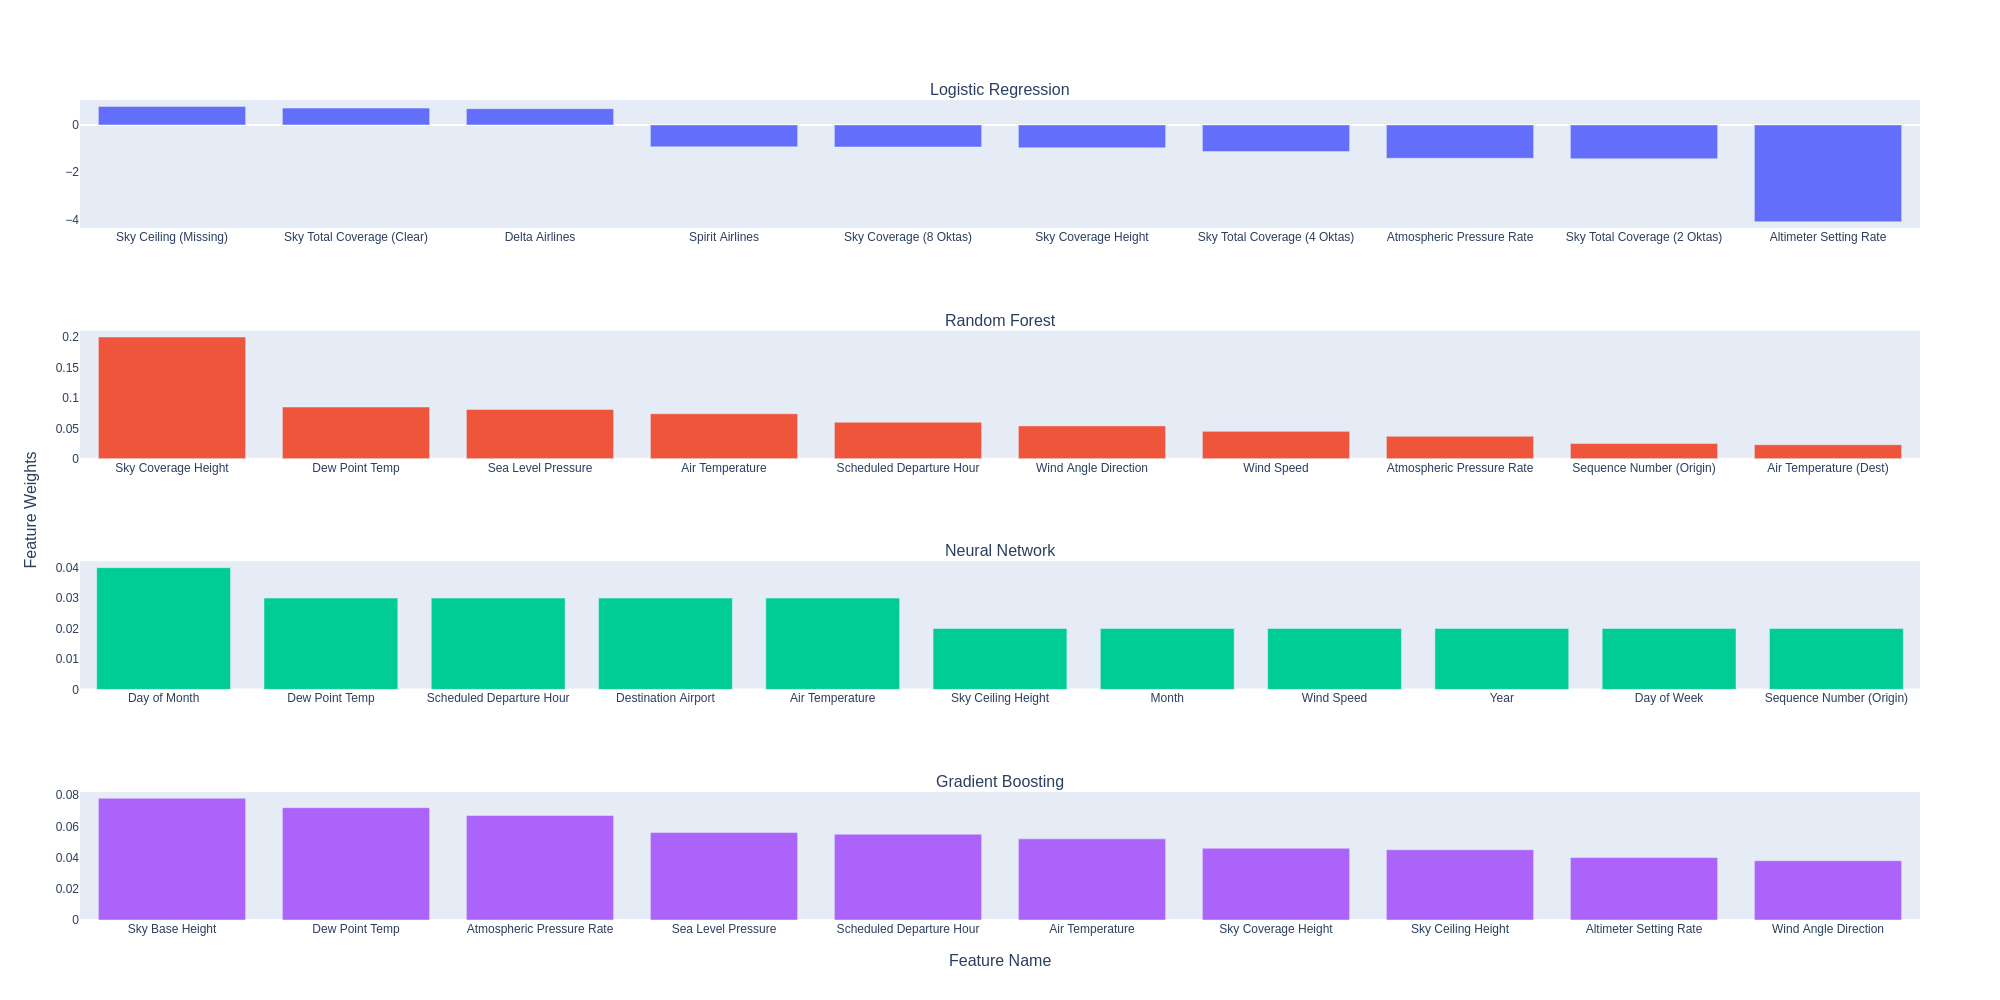 Logistic Regression
0
−2
−4
Sky Ceiling (Missing) Sky Total Coverage (Clear) Delta Airlines Spirit Airlines Sky Coverage (8 Oktas) Sky Coverage Height Sky Total Coverage (4 Oktas) Atmospheric Pressure Rate Sky Total Coverage (2 Oktas) Altimeter Setting Rate
Random Forest
0.2
0.15
0.1
0.05
0
Sky Coverage Height Dew Point Temp Sea Level Pressure Air Temperature Scheduled Departure Hour Wind Angle Direction Wind Speed Atmospheric Pressure Rate Sequence Number (Origin) Air Temperature (Dest)
Feature Weights
Neural Network
0.04
0.03
0.02
0.01
0
Day of Month Dew Point Temp Scheduled Departure Hour Destination Airport Air Temperature Sky Ceiling Height Month Wind Speed Year Day of Week Sequence Number (Origin)
Gradient Boosting
0.08
0.06
0.04
0.02
0
Sky Base Height Dew Point Temp Atmospheric Pressure Rate Sea Level Pressure Scheduled Departure Hour Air Temperature Sky Coverage Height Sky Ceiling Height Altimeter Setting Rate Wind Angle Direction
Feature Name